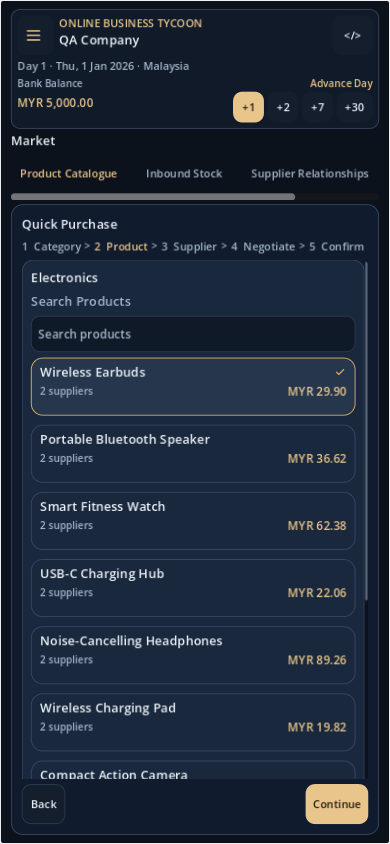 ONLINE BUSINESS TYCOON
QA Company
</>
Day 1 · Thu, 1 Jan 2026 · Malaysia
Bank Balance
Advance Day
MYR 5,000.00
+1 +2 +7 +30
Market
Product Catalogue Inbound Stock Supplier Relationships
Quick Purchase
1 Category > 2 Product > 3 Supplier > 4 Negotiate > 5 Confirm
Electronics
Search Products
Search products
Wireless Earbuds
2 suppliers MYR 29.90
Portable Bluetooth Speaker
2 suppliers MYR 36.62
Smart Fitness Watch
2 suppliers MYR 62.38
USB-C Charging Hub
2 suppliers MYR 22.06
Noise-Cancelling Headphones
2 suppliers MYR 89.26
Wireless Charging Pad
2 suppliers MYR 19.82
Compact Action Camera
Back Continue